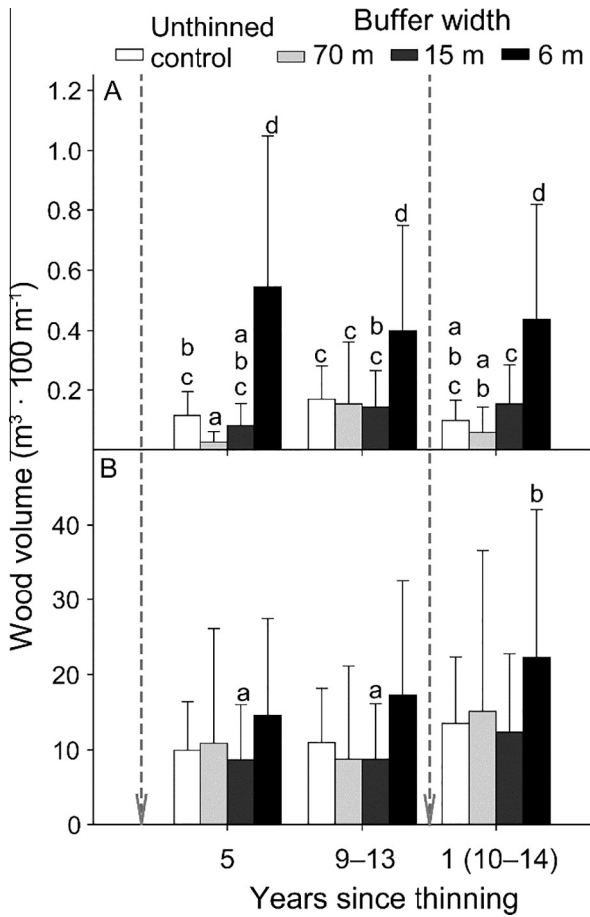 Unthinned control
Buffer width
70 m
15 m
6 m
A
1.2
1.0
0.8
0.6
0.4
0.2
b
c
a
a
b
c
d
c
c
b
c
d
a
b
c
a
b
c
d
Wood volume (m³ · 100 m⁻¹)
B
40
30
20
10
0
a
a
b
5
9–13
1 (10–14)
Years since thinning